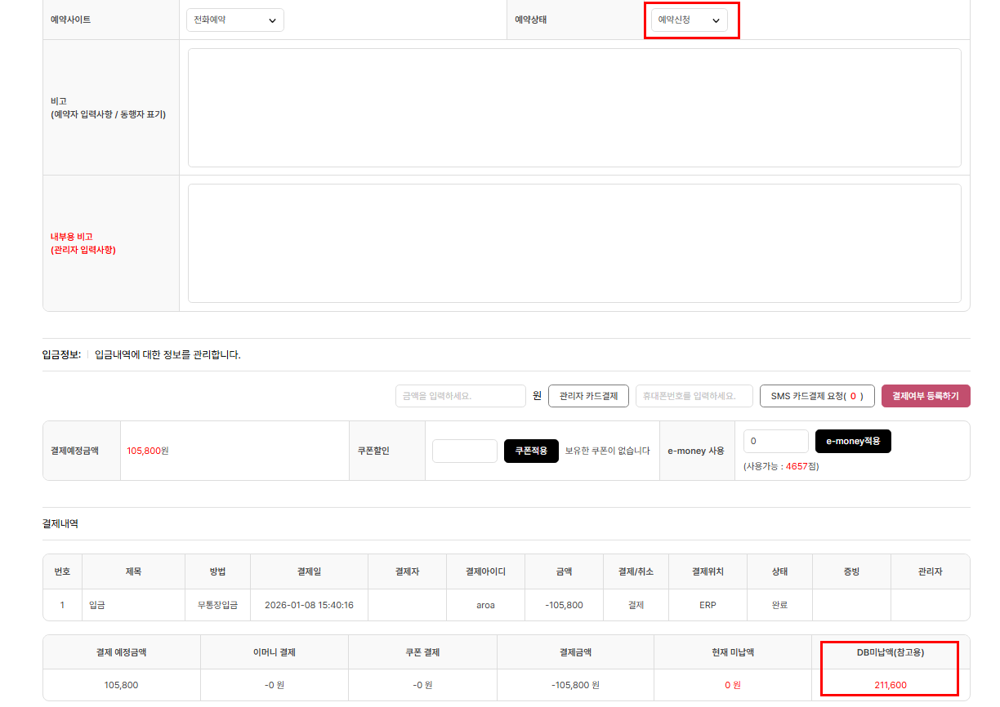 예약사이트 전화예약 예약상태 예약신청
비고
(예약자 입력사항 / 동행자 표기)
내부용 비고
(관리자 입력사항)
입금정보: 입금내역에 대한 정보를 관리합니다.
금액을 입력하세요. 원 관리자 카드결제 휴대폰번호를 입력하세요. SMS 카드결제 요청( 0 ) 결제여부 등록하기
결제예정금액 105,800원 쿠폰할인 쿠폰적용 보유한 쿠폰이 없습니다 e-money 사용 0 e-money적용
(사용가능 : 4657점)
결제내역
번호 제목 방법 결제일 결제자 결제아이디 금액 결제/취소 결제위치 상태 증빙 관리자
1 입금 무통장입금 2026-01-08 15:40:16 aroa -105,800 결제 ERP 완료
결제 예정금액 이머니 결제 쿠폰 결제 결제금액 현재 미납액 DB미납액(참고용)
105,800 -0 원 -0 원 -105,800 원 0 원 211,600